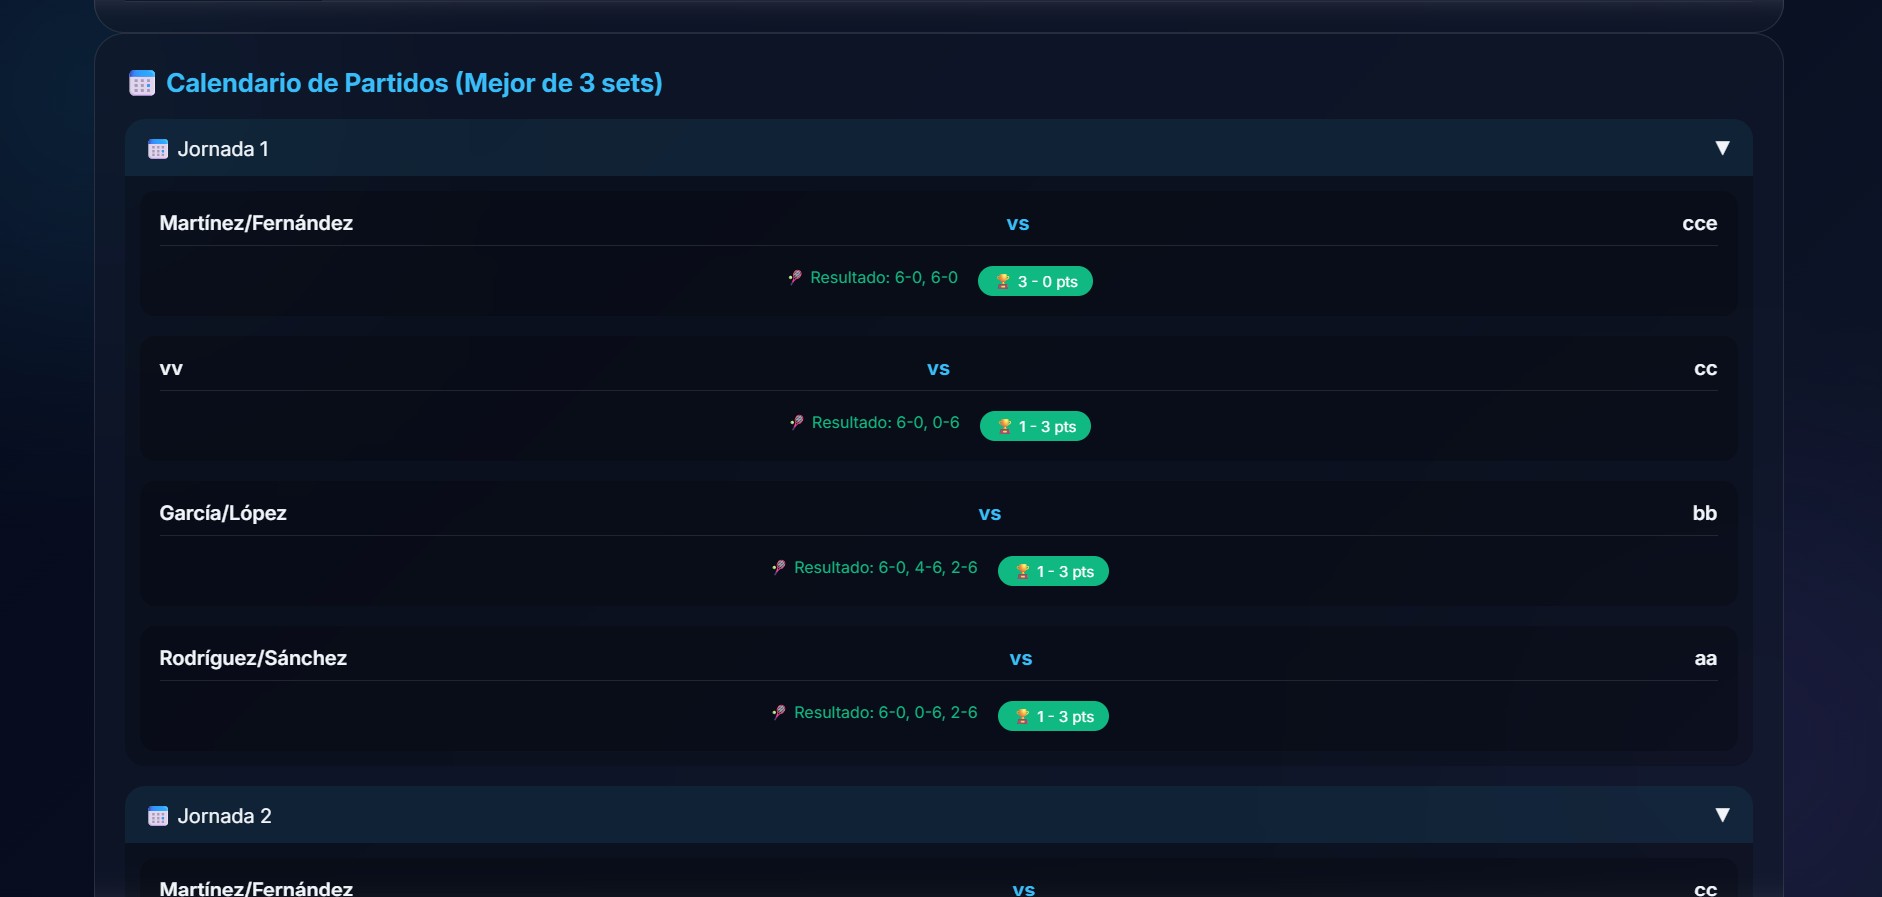 Calendario de Partidos (Mejor de 3 sets)
Jornada 1 ▼
Martínez/Fernández vs cce
Resultado: 6-0, 6-0 3 - 0 pts
vv vs cc
Resultado: 6-0, 0-6 1 - 3 pts
García/López vs bb
Resultado: 6-0, 4-6, 2-6 1 - 3 pts
Rodríguez/Sánchez vs aa
Resultado: 6-0, 0-6, 2-6 1 - 3 pts
Jornada 2 ▼
Martínez/Fernández vs cc